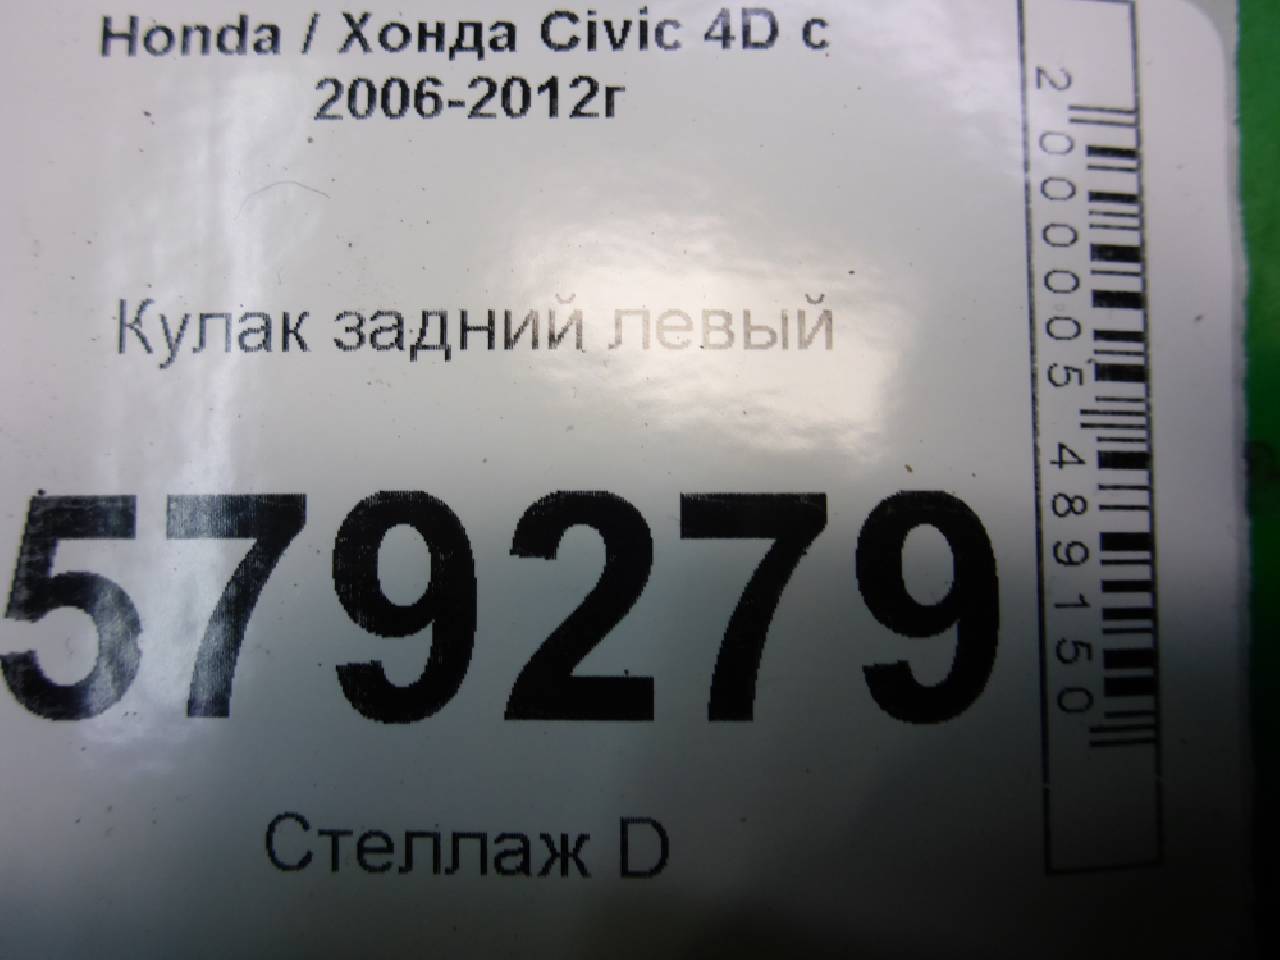 Honda / Хонда Civic 4D с
2006-2012г
Кулак задний левый
579279
Стеллаж D
2000005489150